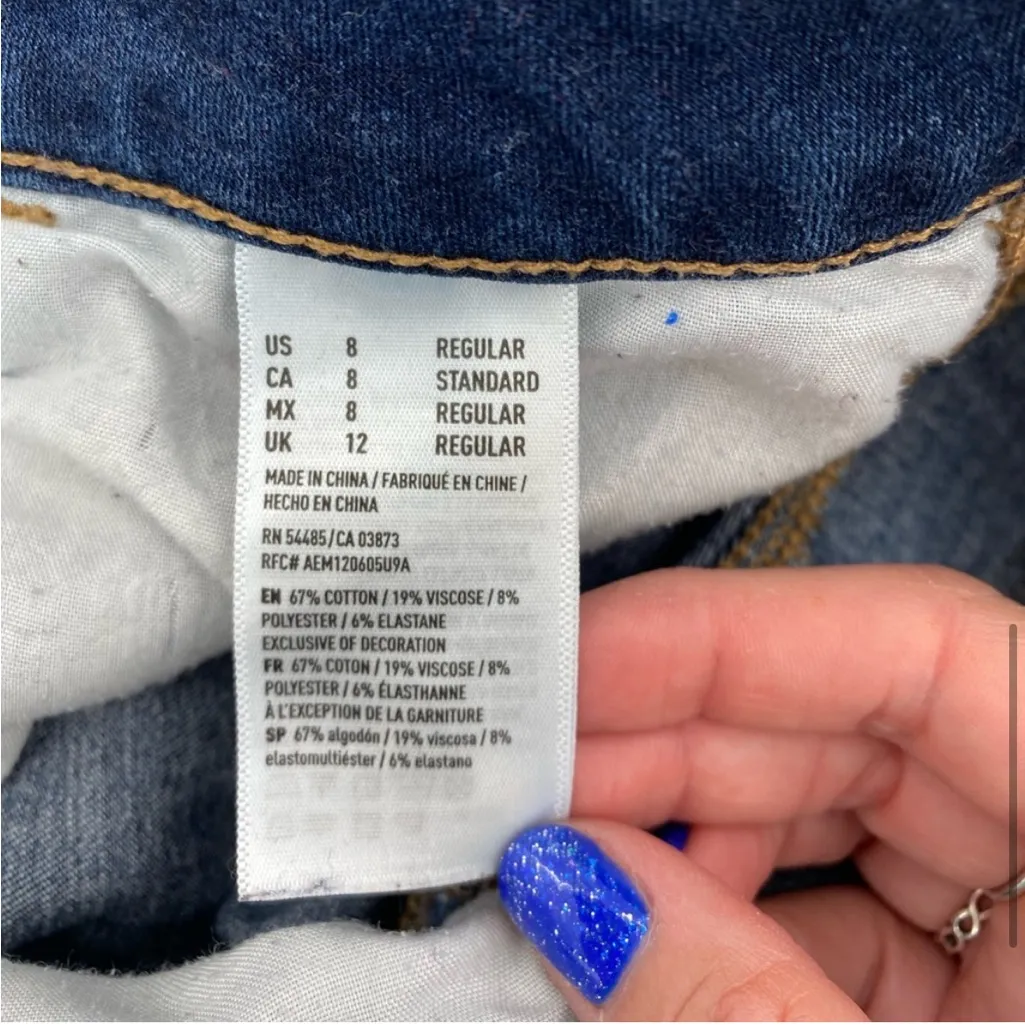 US 8 REGULAR
CA 8 STANDARD
MX 8 REGULAR
UK 12 REGULAR
MADE IN CHINA / FABRIQUÉ EN CHINE /
HECHO EN CHINA
RN 54485/CA 03873
RFC# AEM120605U9A
EN 67% COTTON / 19% VISCOSE / 8%
POLYESTER / 6% ELASTANE
EXCLUSIVE OF DECORATION
FR 67% COTON / 19% VISCOSE / 8%
POLYESTER / 6% ÉLASTHANNE
À L'EXCEPTION DE LA GARNITURE
SP 67% algodón / 19% viscosa / 8%
elastomultiéster / 6% elastano